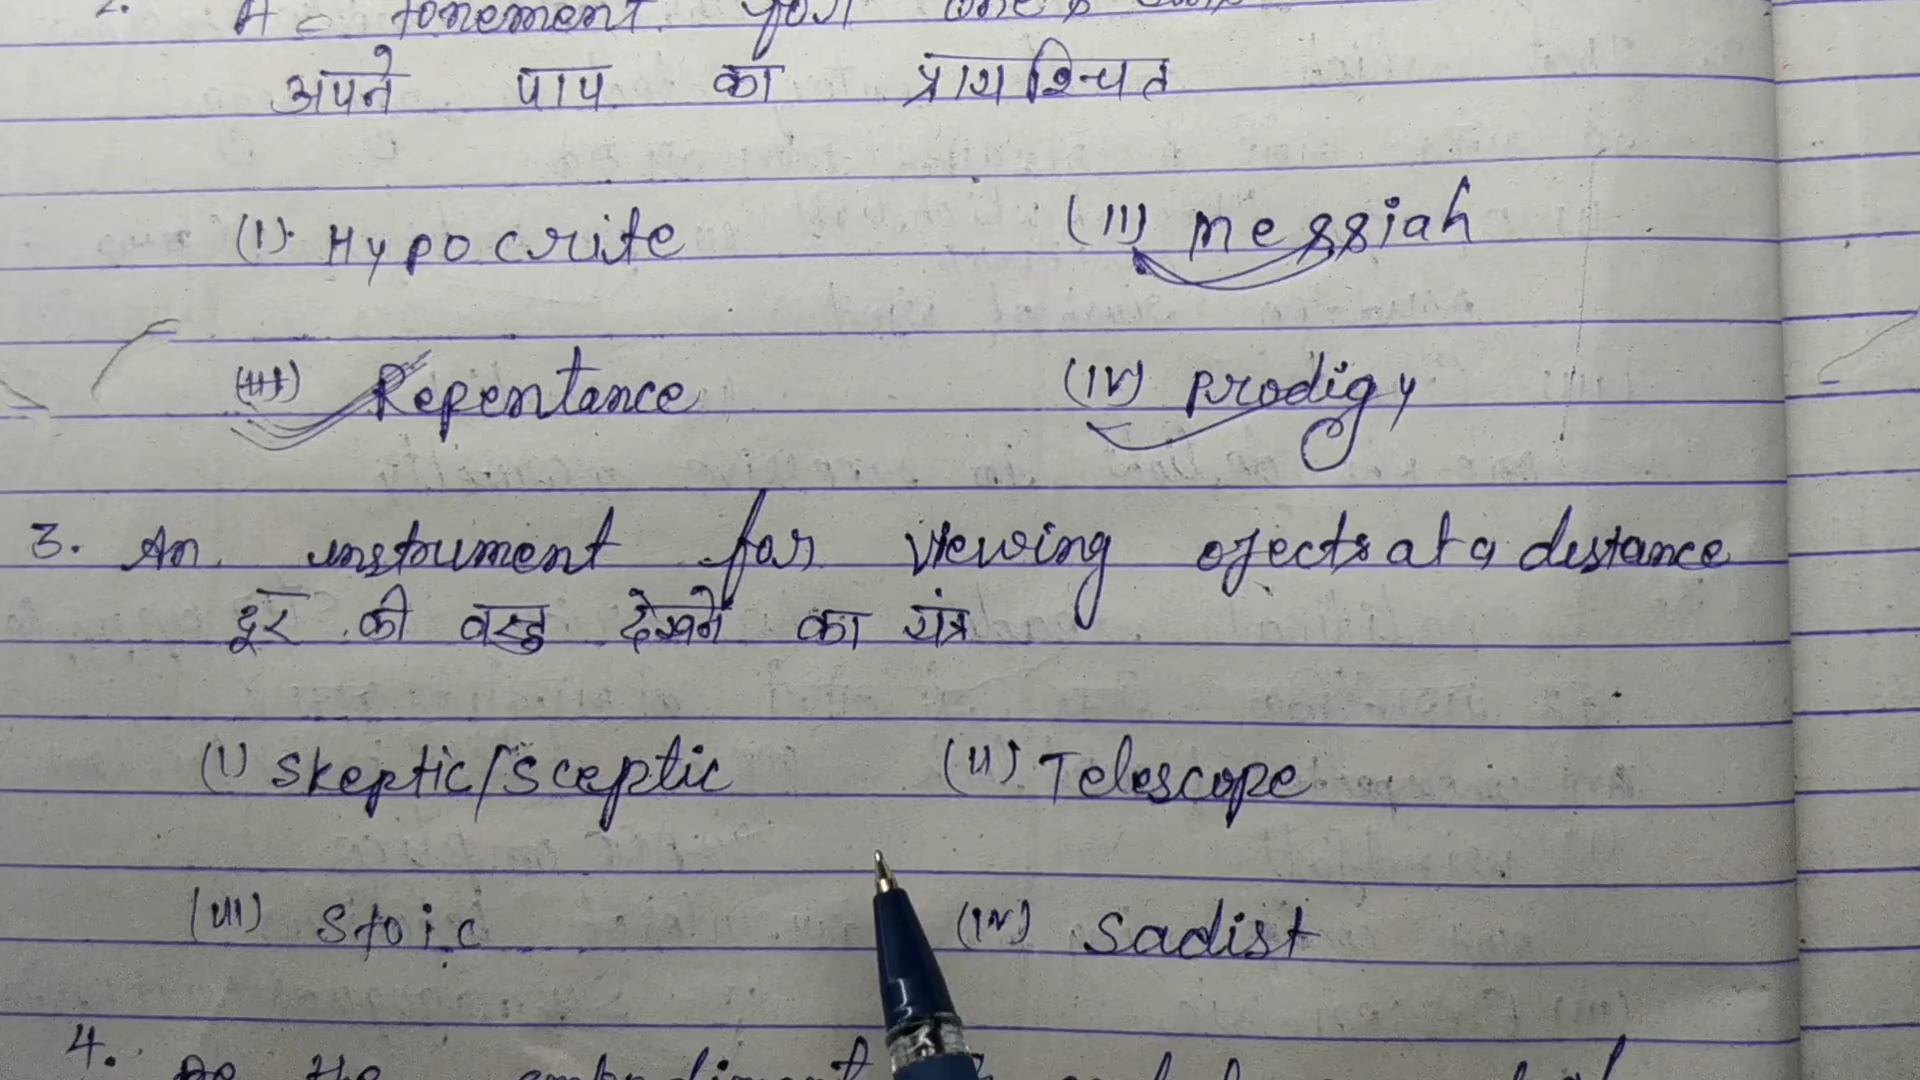 अपने पाप का प्रायश्चित
(I). Hypocrite (II) Messiah
(III) Repentance (IV) Prodigy
3. An instrument for viewing ojects at a distance
दूर की वस्तु देखने का यंत्र
(I) Skeptic/Sceptic (II) Telescope
(III) Stoic (IV) Sadist
4.